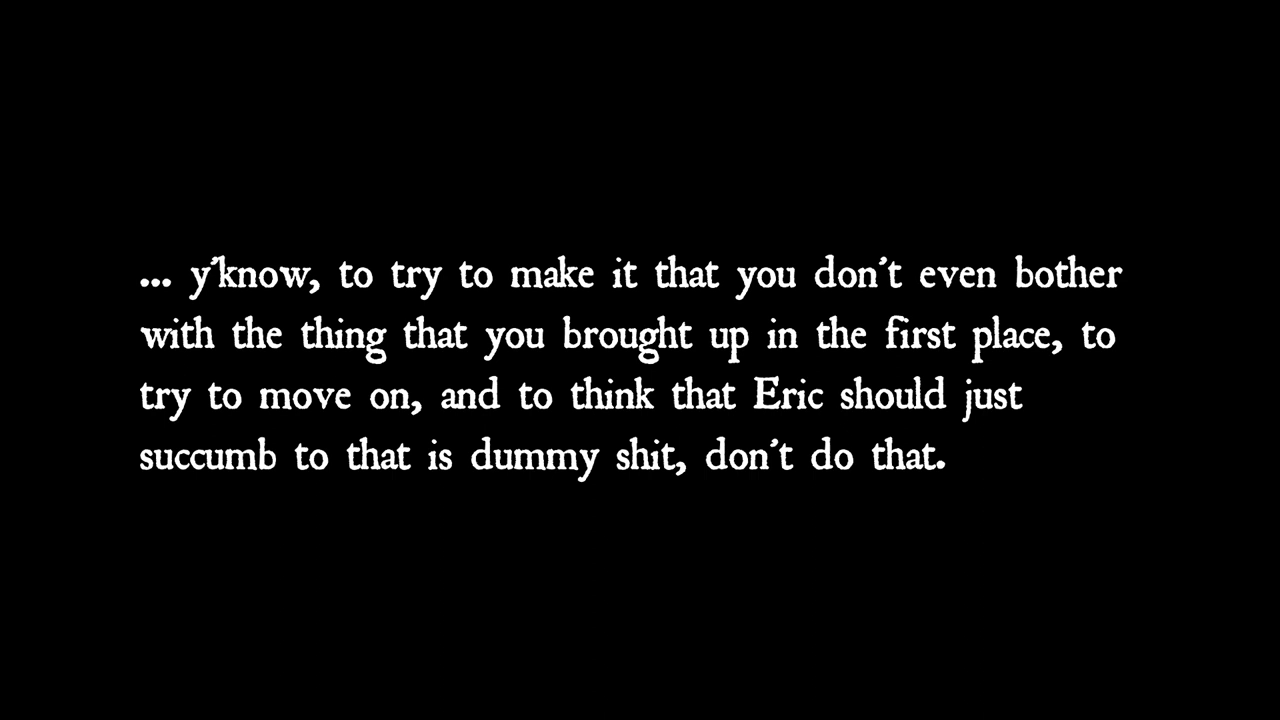 ... y'know, to try to make it that you don't even bother
with the thing that you brought up in the first place, to
try to move on, and to think that Eric should just
succumb to that is dummy shit, don't do that.